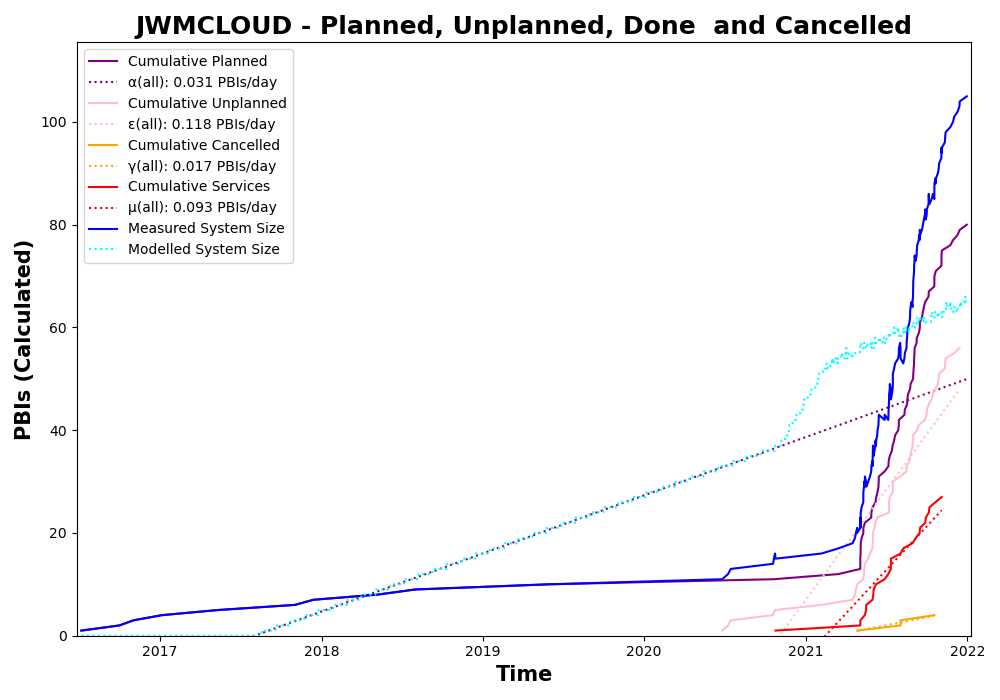 JWMCLOUD - Planned, Unplanned, Done  and Cancelled
Cumulative Planned
α(all): 0.031 PBIs/day
Cumulative Unplanned
ε(all): 0.118 PBIs/day
Cumulative Cancelled
γ(all): 0.017 PBIs/day
Cumulative Services
μ(all): 0.093 PBIs/day
Measured System Size
Modelled System Size
PBIs (Calculated)
100
80
60
40
20
0
2017 2018 2019 2020 2021 2022
Time